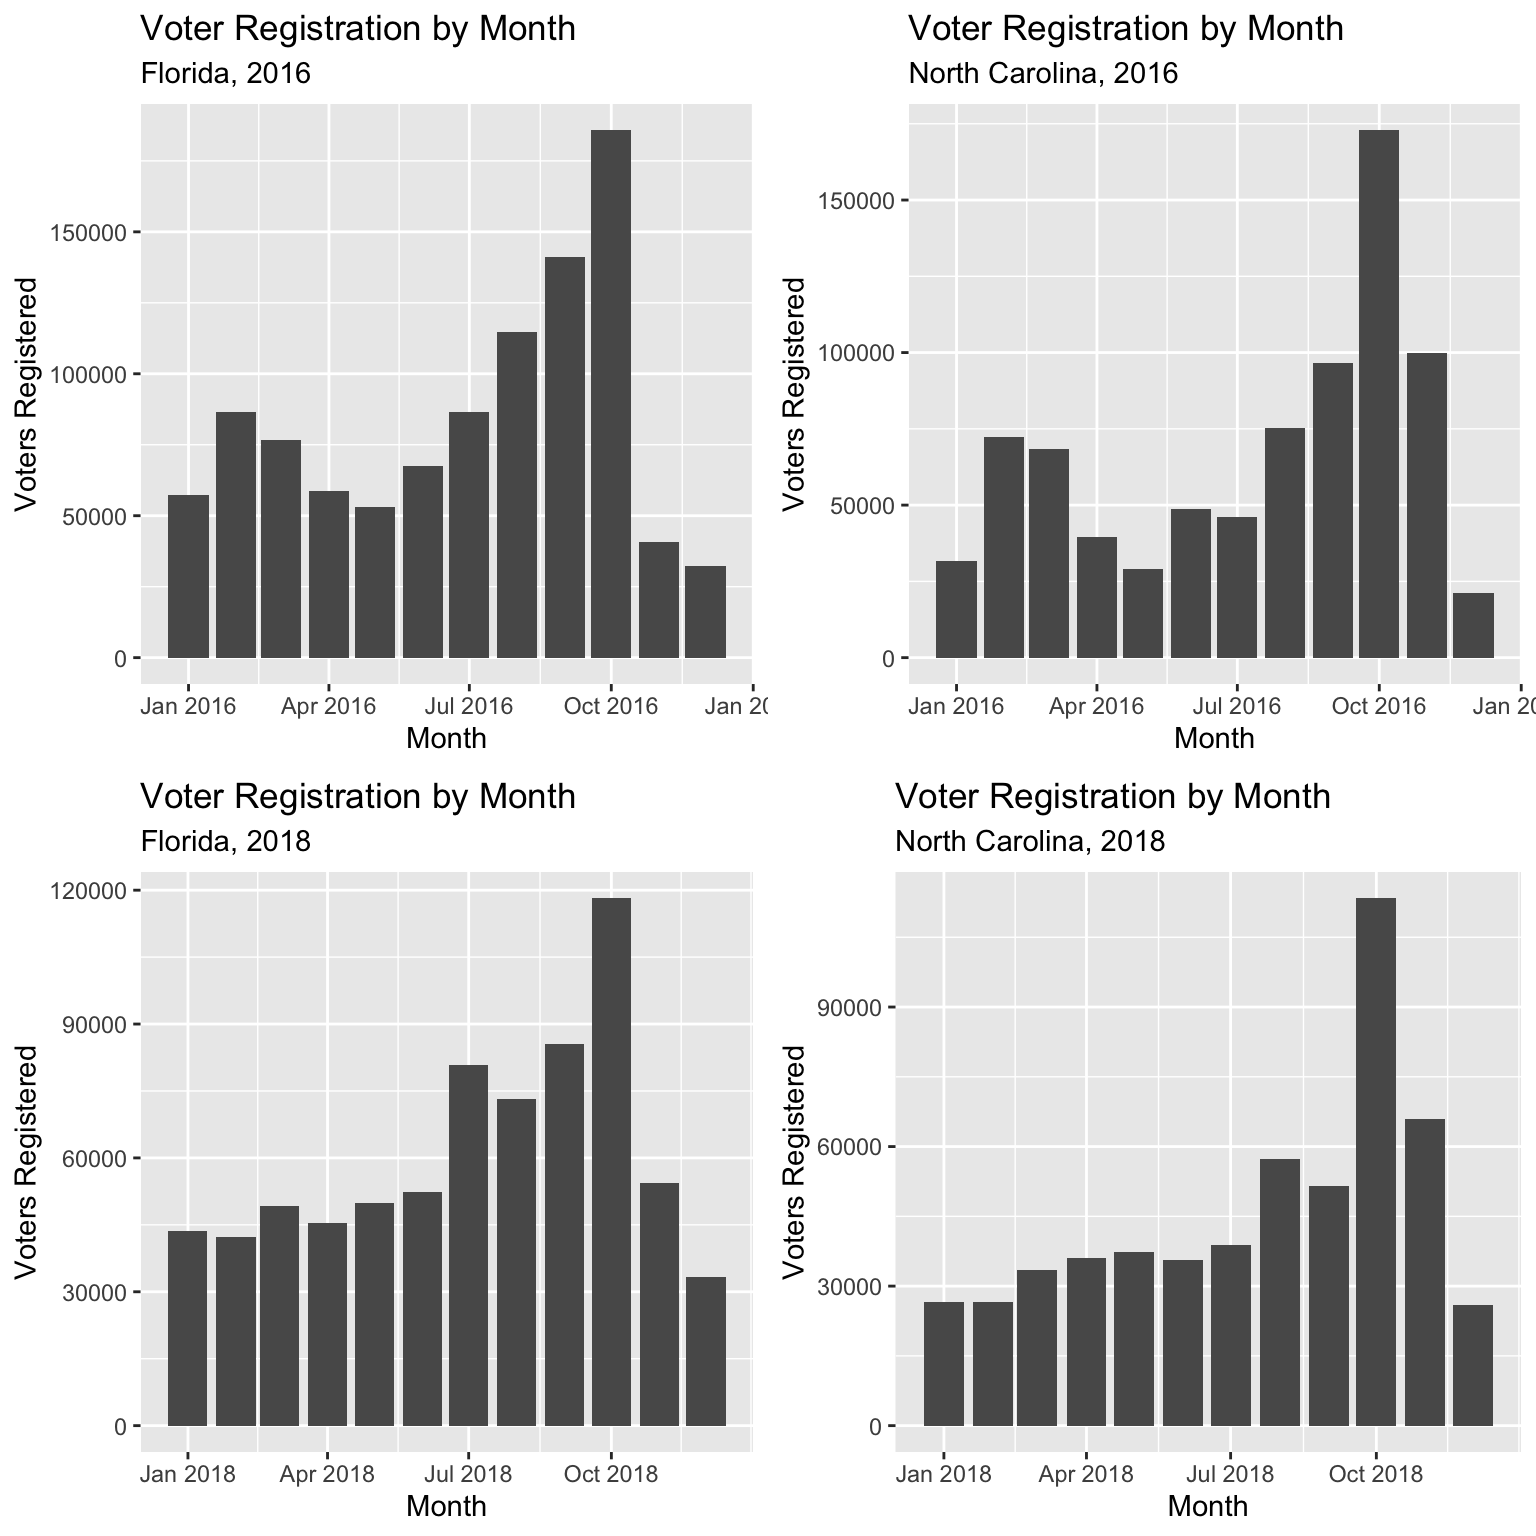 Voter Registration by Month
Florida, 2016
Voters Registered
150000
100000
50000
0
Jan 2016 Apr 2016 Jul 2016 Oct 2016 Jan 20
Month
Voter Registration by Month
North Carolina, 2016
Voters Registered
150000
100000
50000
0
Jan 2016 Apr 2016 Jul 2016 Oct 2016 Jan 20
Month
Voter Registration by Month
Florida, 2018
Voters Registered
120000
90000
60000
30000
0
Jan 2018 Apr 2018 Jul 2018 Oct 2018
Month
Voter Registration by Month
North Carolina, 2018
Voters Registered
90000
60000
30000
0
Jan 2018 Apr 2018 Jul 2018 Oct 2018
Month